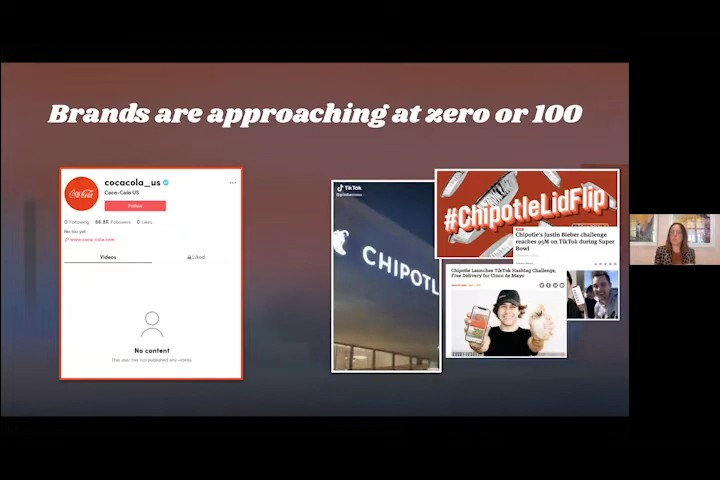 Brands are approaching at zero or 100
Coca-Cola
cocacola_us
Coca-Cola US
Follow
0 Following 66.8K Followers 0 Likes
No bio yet
www.coca-cola.com
Videos
Liked
No content
This user has not published any videos
TikTok
CHIPOTL
#ChipotleLidFlip
Chipotle's Justin Bieber challenge
reaches 95M on TikTok during Super
Bowl
Chipotle Launches TikTok Hashtag Challenge,
Free Delivery for Cinco de Mayo